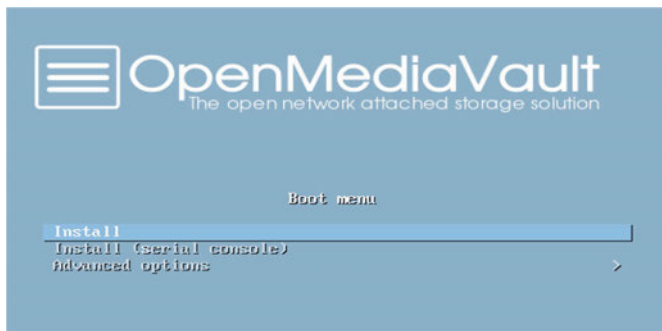 OpenMediaVault
The open network attached storage solution
Boot menu
Install
Install (serial console)
Advanced options >